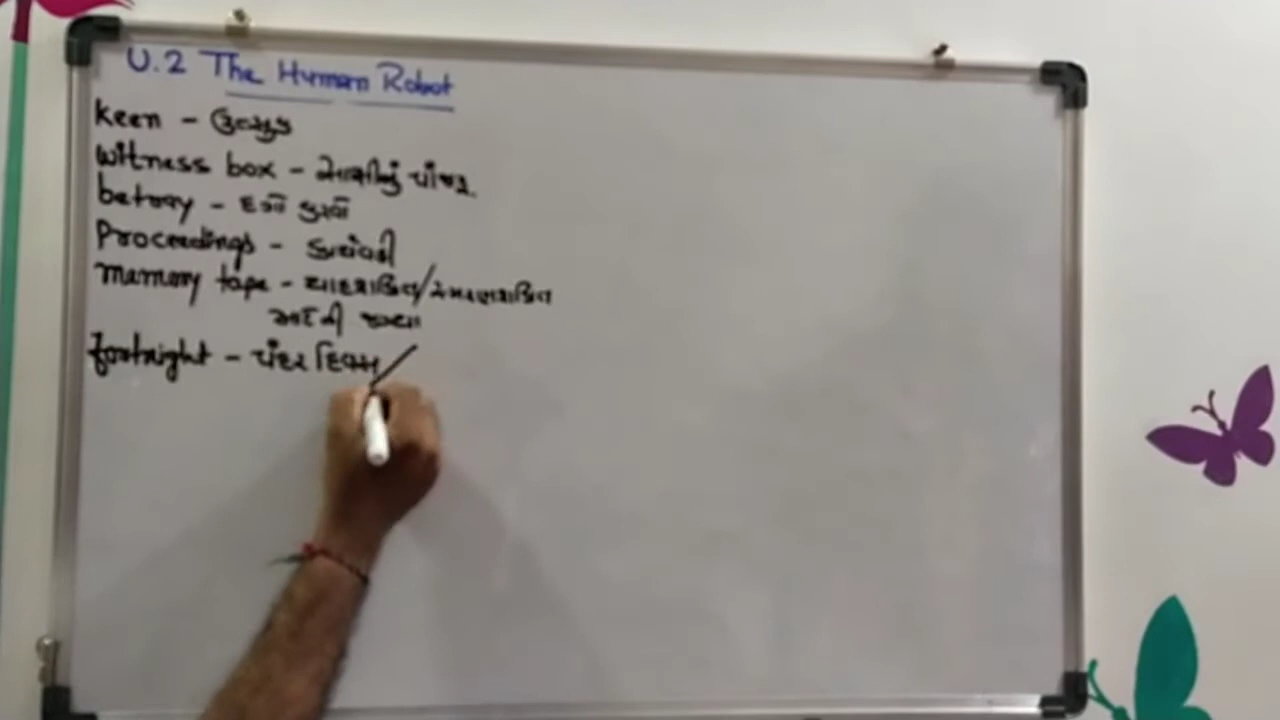 U.2 The Human Robot
keen - ઉત્સુક
witness box - સાક્ષીનું પાંજરૂ
betray - દગો કરવો
Proceedings - કાર્યવાહી
memory tape - યાદશક્તિ/સ્મરણશક્તિ
માટેની જગ્યા
fortnight - પંદર દિવસ/